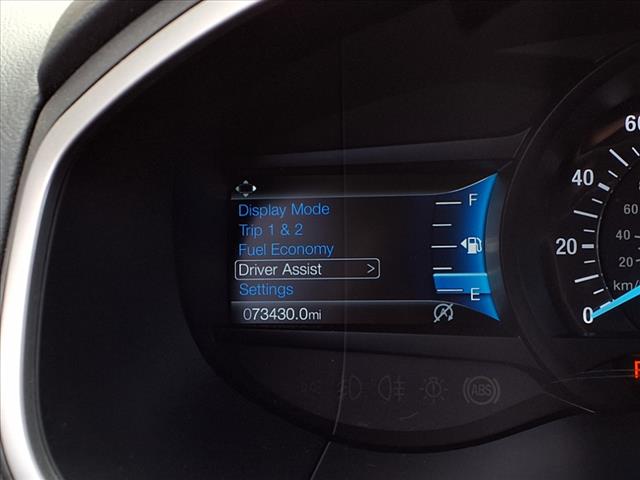 Display Mode
Trip 1 & 2
Fuel Economy
Driver Assist >
Settings
073430.0mi
F
E
60
40
20
0
60
40
20
km/
ABS